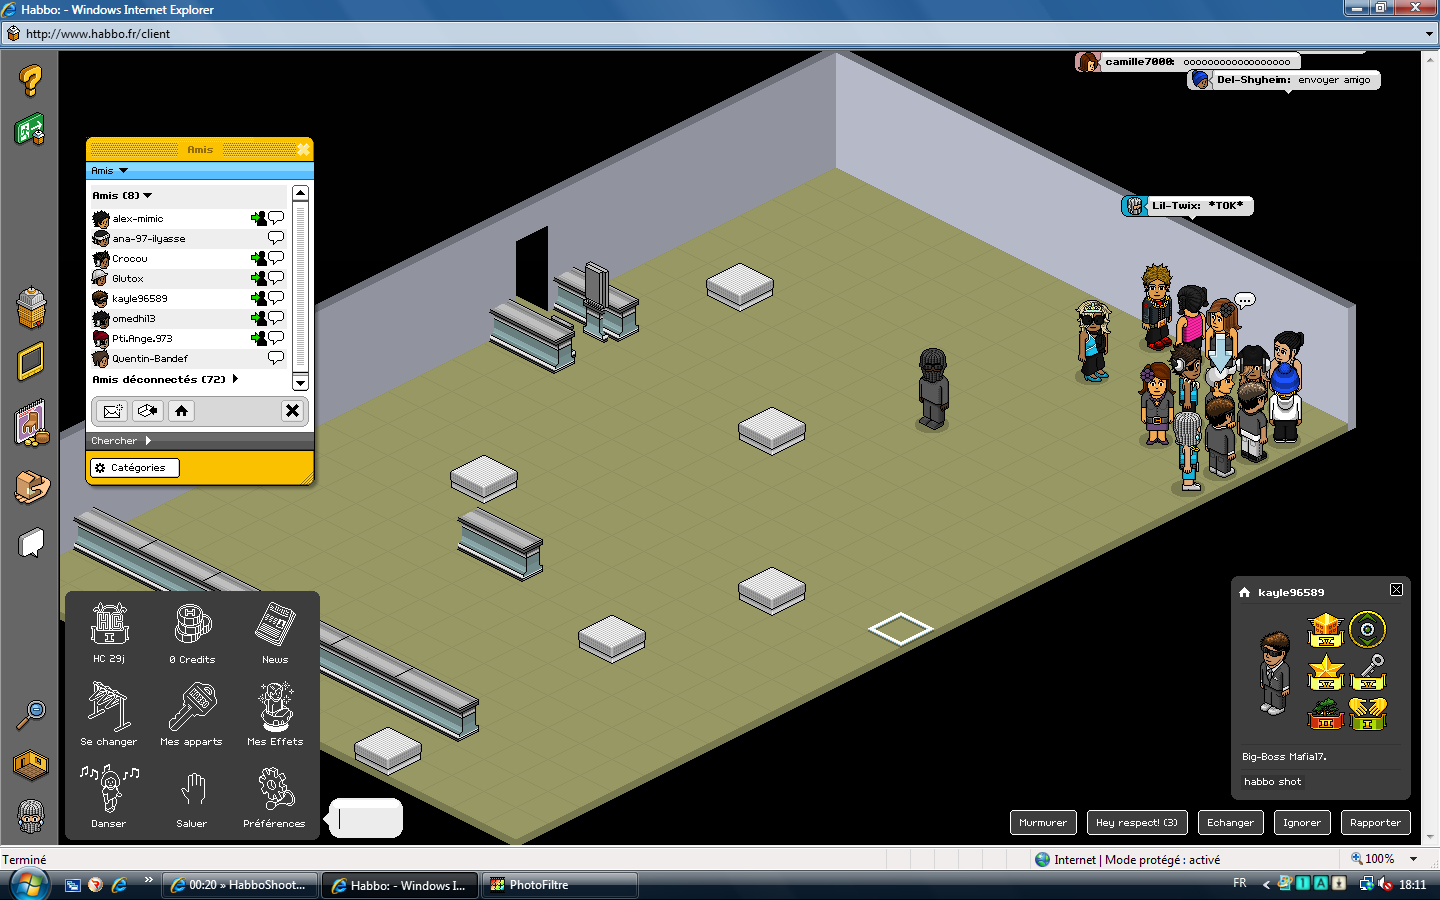 Habbo: - Windows Internet Explorer
http://www.habbo.fr/client
camille7000: oooooooooooooooooo
Del-Shyheim: envoyer amigo
Lil-Twix: *TOK*
Amis
Amis
Amis (8)
alex-mimic
ana-97-ilyasse
Crocou
Glutox
kayle96589
omedhi13
Pti.Ange.973
Quentin-Bandef
Amis déconnectés (72)
Chercher
Catégories
HC 29j
0 Credits
News
Se changer
Mes apparts
Mes Effets
Danser
Saluer
Préférences
kayle96589
Big-Boss Mafia17.
habbo shot
Murmurer
Hey respect! (3)
Echanger
Ignorer
Rapporter
Terminé
Internet | Mode protégé : activé
100%
00:20 » HabboShoot...
Habbo: - Windows I...
PhotoFiltre
FR
18:11